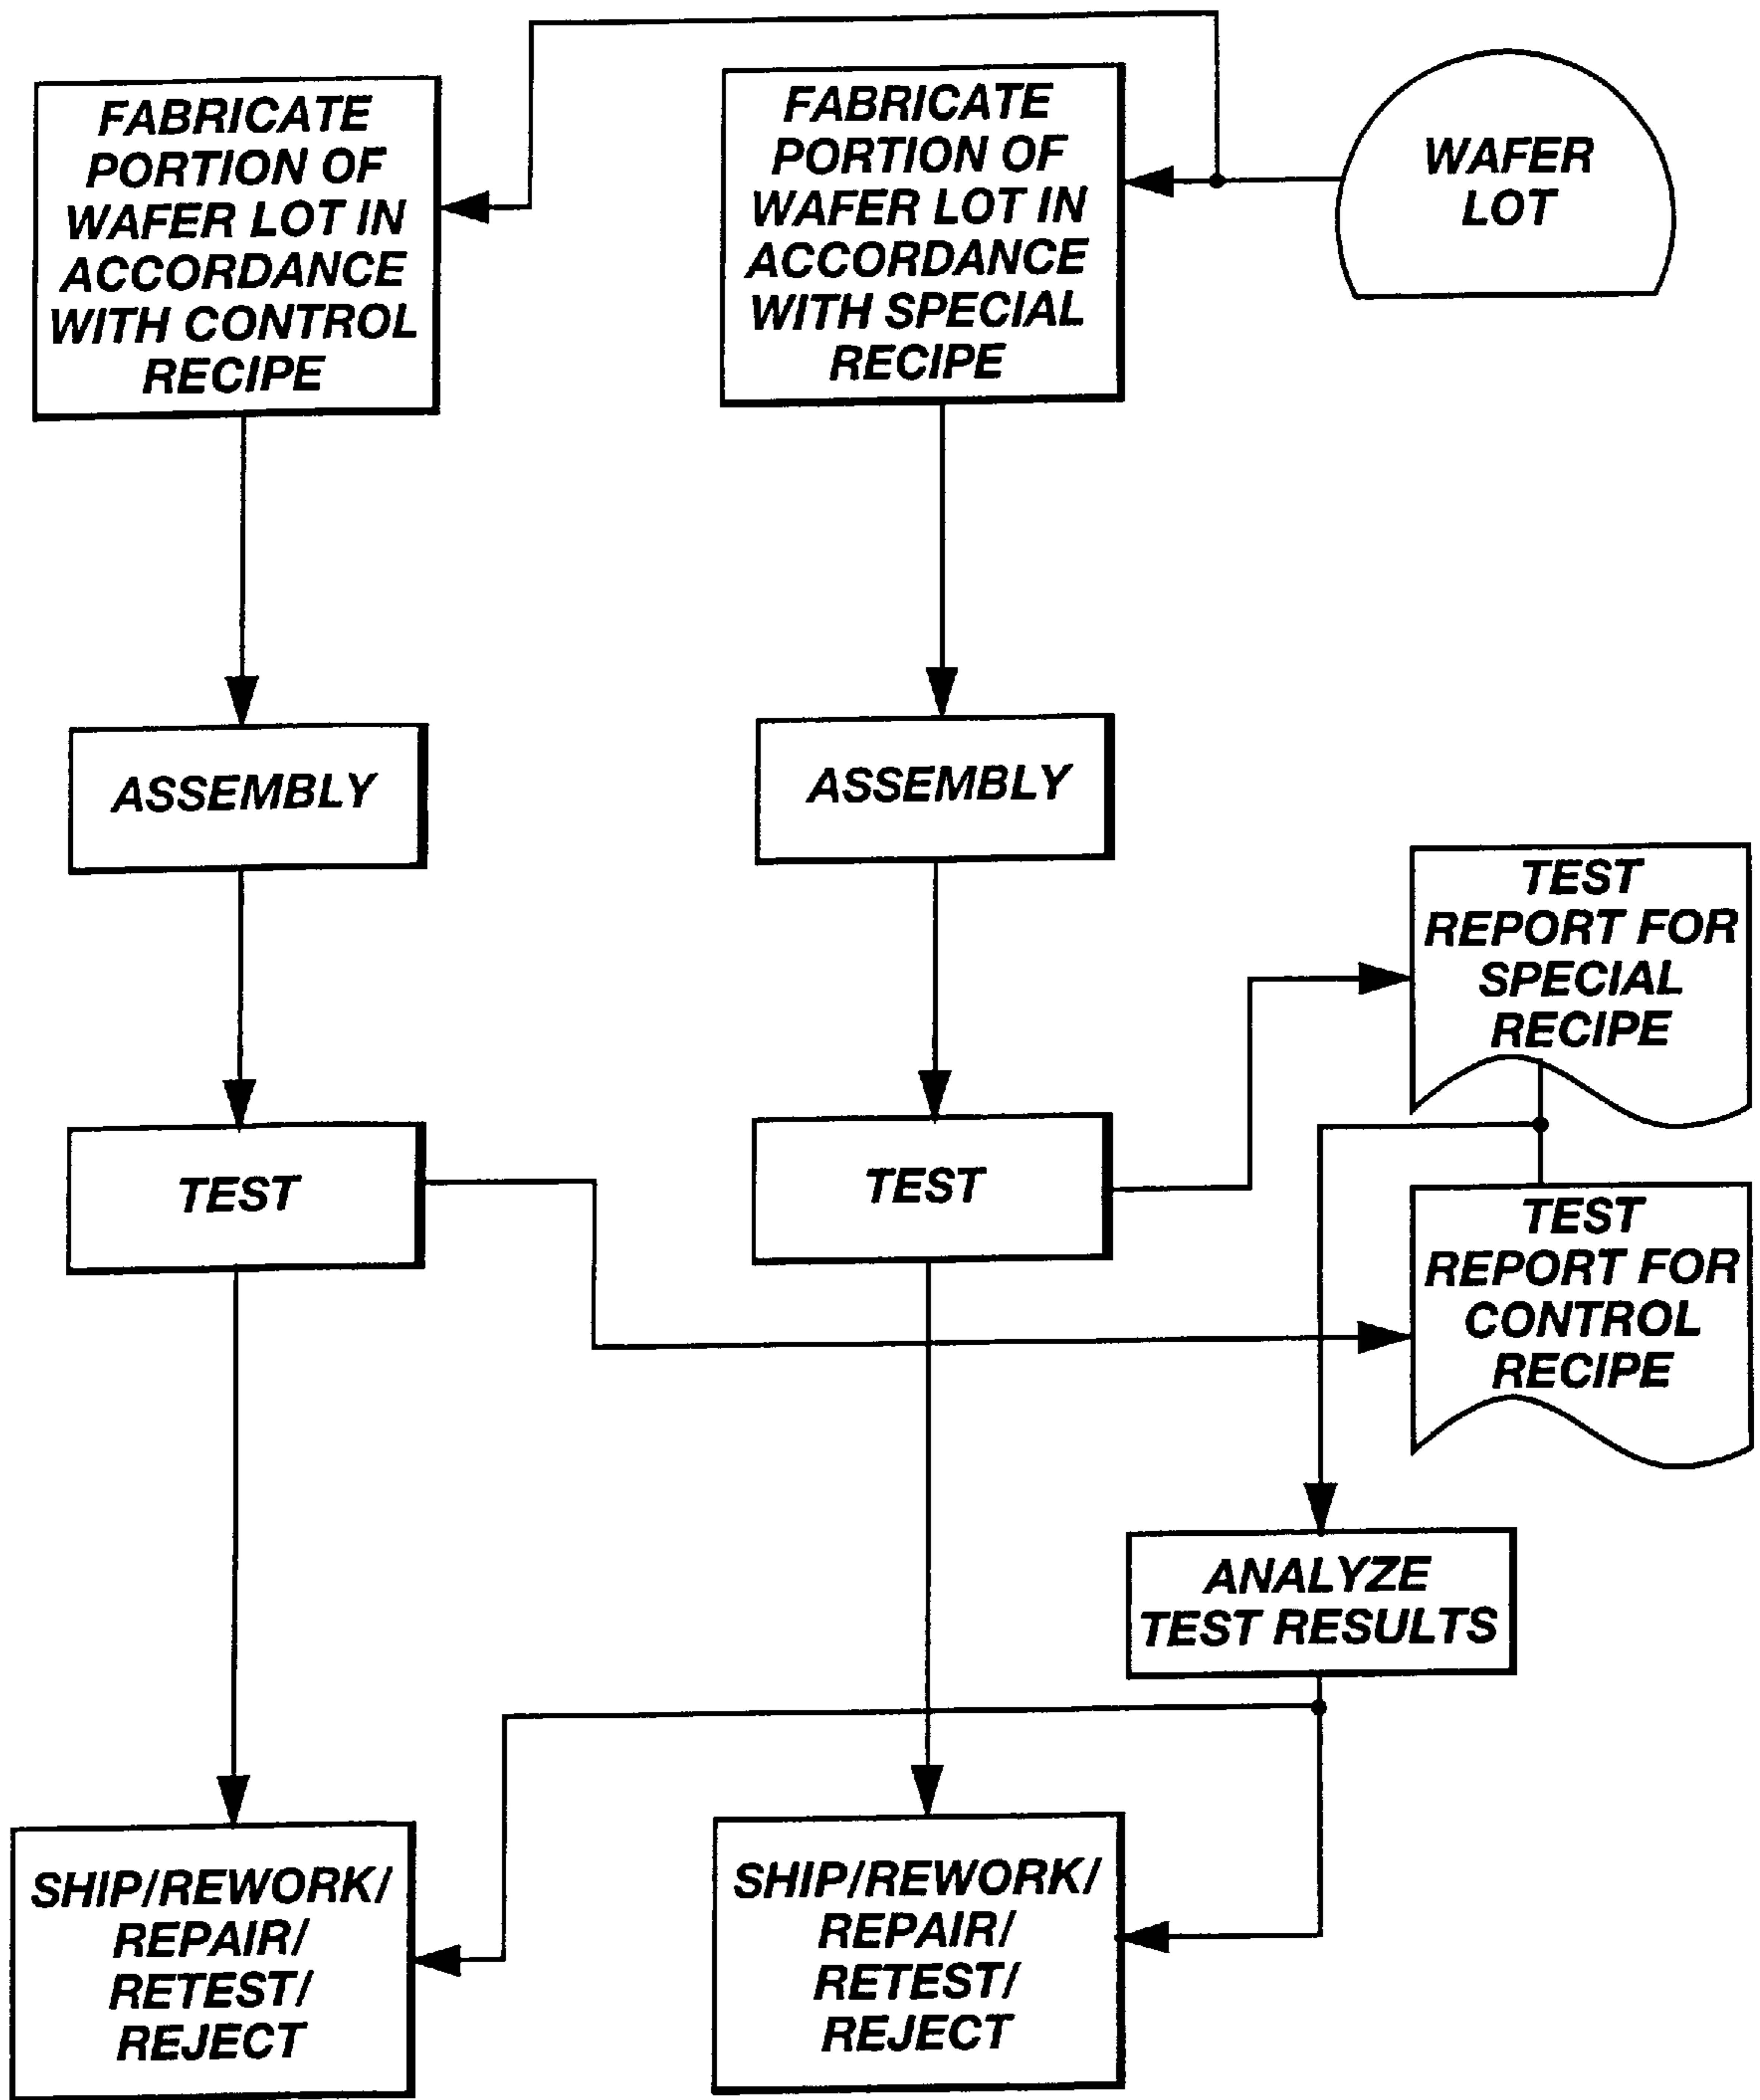 FABRICATE
PORTION OF
WAFER LOT IN
ACCORDANCE
WITH CONTROL
RECIPE
FABRICATE
PORTION OF
WAFER LOT IN
ACCORDANCE
WITH SPECIAL
RECIPE
WAFER
LOT
ASSEMBLY
ASSEMBLY
TEST
REPORT FOR
SPECIAL
RECIPE
TEST
TEST
TEST
REPORT FOR
CONTROL
RECIPE
ANALYZE
TEST RESULTS
SHIP/REWORK/
REPAIR/
RETEST/
REJECT
SHIP/REWORK/
REPAIR/
RETEST/
REJECT